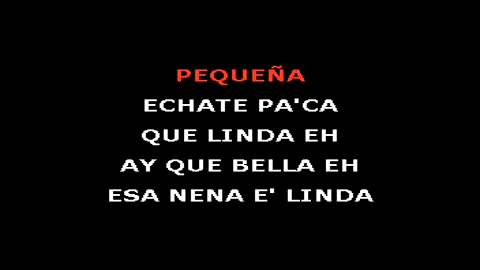 PEQUEÑA
ECHATE PA'CA
QUE LINDA EH
AY QUE BELLA EH
ESA NENA E' LINDA